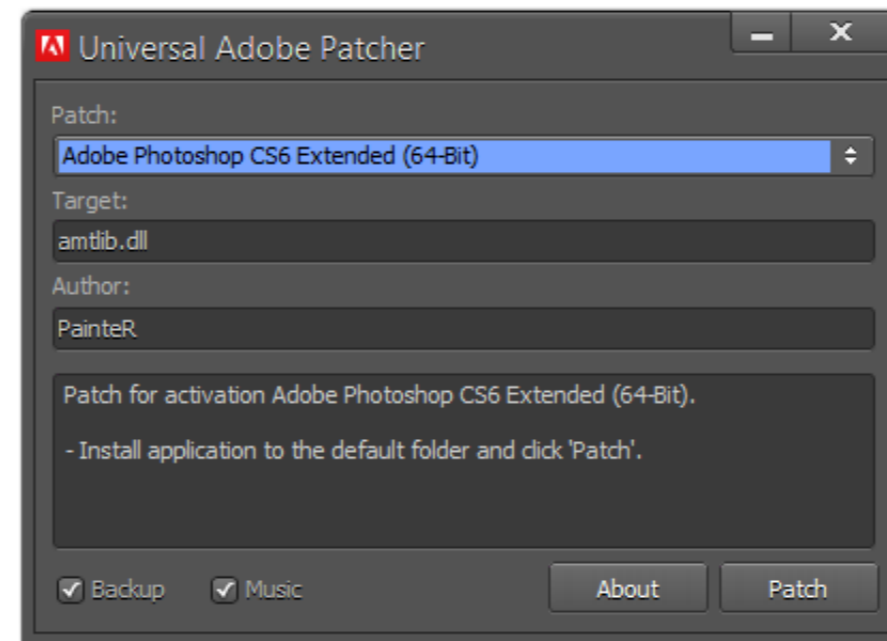 Universal Adobe Patcher
Patch:
Adobe Photoshop CS6 Extended (64-Bit)
Target:
amtlib.dll
Author:
PainteR
Patch for activation Adobe Photoshop CS6 Extended (64-Bit).
- Install application to the default folder and click 'Patch'.
Backup Music About Patch